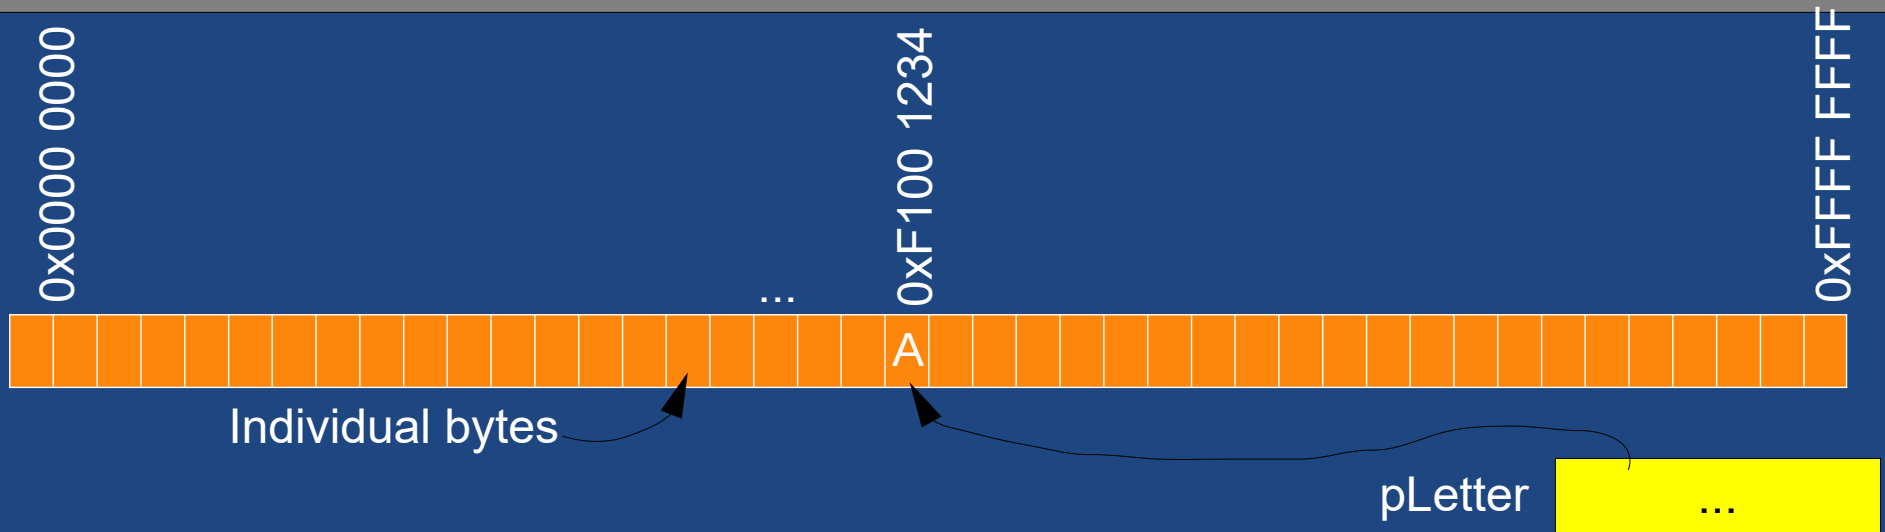 0x0000 0000
...
0xF100 1234
0xFFFF FFFF
A
Individual bytes
pLetter
...